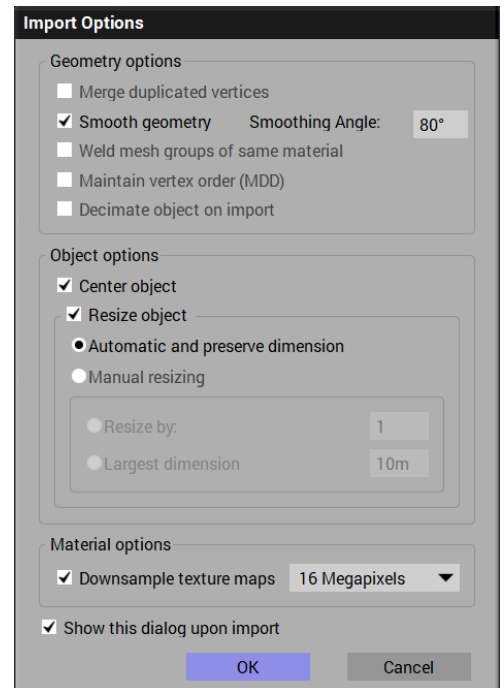 Import Options
Geometry options
Merge duplicated vertices
Smooth geometry Smoothing Angle: 80°
Weld mesh groups of same material
Maintain vertex order (MDD)
Decimate object on import
Object options
Center object
Resize object
Automatic and preserve dimension
Manual resizing
Resize by: 1
Largest dimension 10m
Material options
Downsample texture maps 16 Megapixels
Show this dialog upon import
OK Cancel